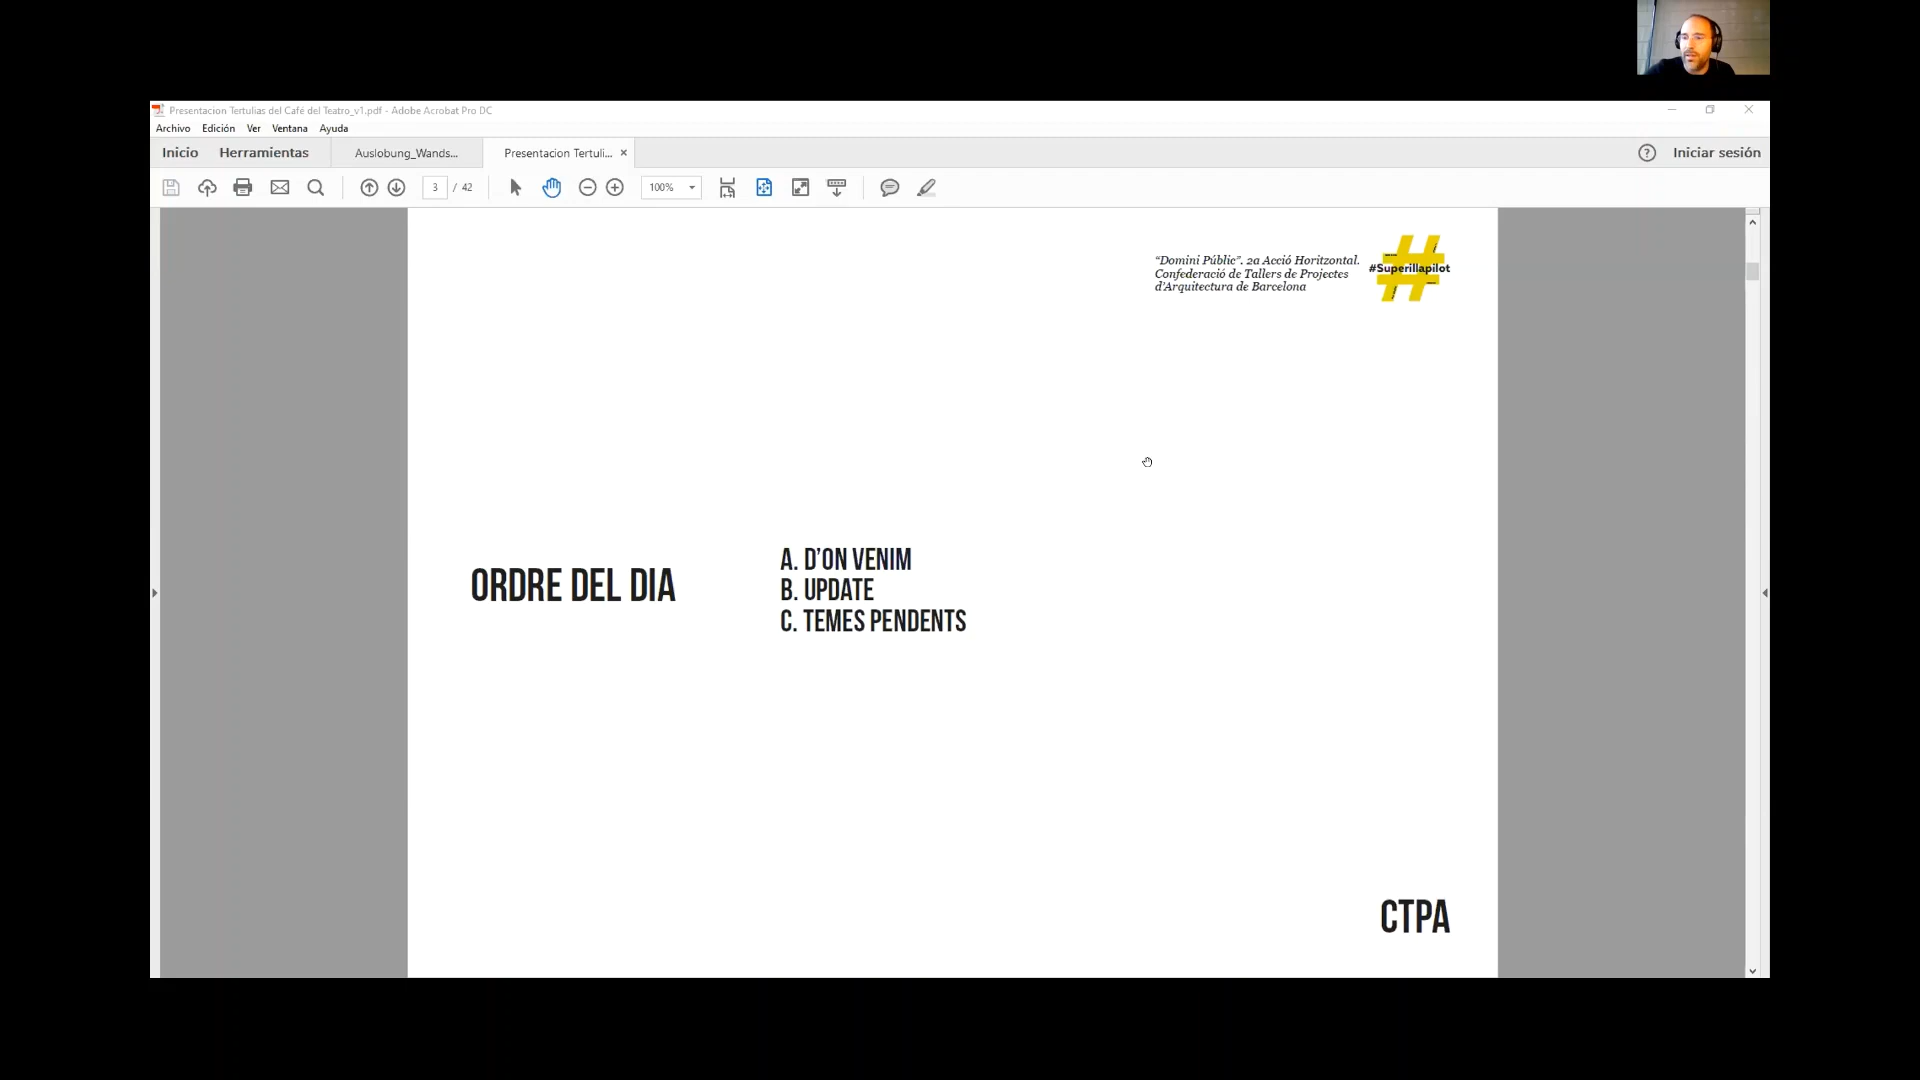 Presentacion Tertulias del Café del Teatro_v1.pdf - Adobe Acrobat Pro DC
Archivo Edición Ver Ventana Ayuda
Inicio Herramientas Auslobung_Wands... Presentacion Tertuli... × Iniciar sesión
3 / 42 100%
“Domini Públic”. 2a Acció Horitzontal.
Confederació de Tallers de Projectes
d’Arquitectura de Barcelona
#Superillapilot
ORDRE DEL DIA
A. D’ON VENIM
B. UPDATE
C. TEMES PENDENTS
CTPA